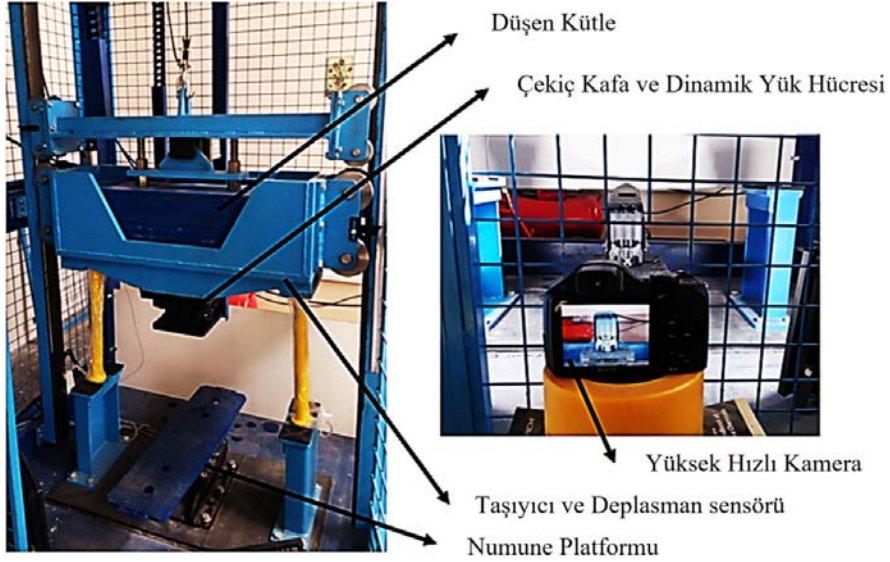 Düşen Kütle
Çekiç Kafa ve Dinamik Yük Hücresi
Yüksek Hızlı Kamera
Taşıyıcı ve Deplasman sensörü
Numune Platformu